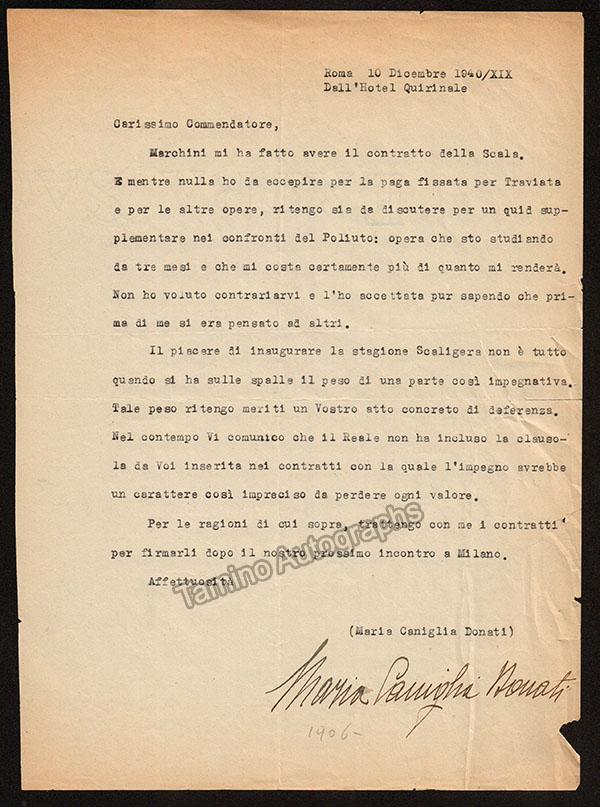 Roma 10 Dicembre 1940/XIX
Dall'Hotel Quirinale
Carissimo Commendatore,
Marchini mi ha fatto avere il contratto della Scala.
E mentre nulla ho da eccepire per la paga fissata per Traviata
e per le altre opere, ritengo sia da discutere per un quid sup-
plementare nei confronti del Poliuto: opera che sto studiando
da tre mesi e che mi costa certamente più di quanto mi renderà.
Non ho voluto contrariarvi e l'ho accettata pur sapendo che pri-
ma di me si era pensato ad altri.
Il piacere di inaugurare la stagione Scaligera non è tutto
quando si ha sulle spalle il peso di una parte così impegnativa.
Tale peso ritengo meriti un Vostro atto concreto di deferenza.
Nel contempo Vi comunico che il Reale non ha incluso la clauso-
la da Voi inserita nei contratti con la quale l'impegno avrebbe
un carattere così impreciso da perdere ogni valore.
Per le ragioni di cui sopra, trattengo con me i contratti
per firmarli dopo il nostro prossimo incontro a Milano.
Affettuosità
Tamino Autographs
(Maria Caniglia Donati)
Maria Caniglia Donati
1906-